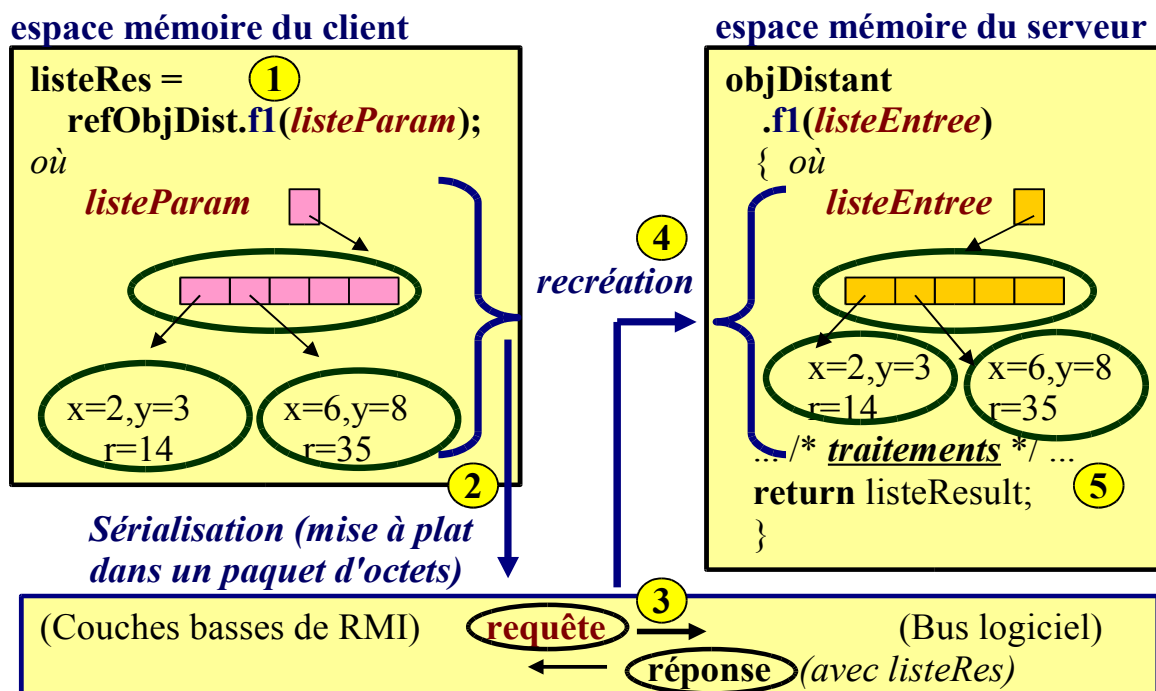 espace mémoire du client
listeRes =
1
refObjDist.f1(listeParam);
où
listeParam
x=2,y=3
r=14
x=6,y=8
r=35
2
Sérialisation (mise à plat
dans un paquet d'octets)
4
recréation
espace mémoire du serveur
objDistant
.f1(listeEntree)
{ où
listeEntree
x=2,y=3
r=14
x=6,y=8
r=35
... /* traitements */ ...
return listeResult;
5
}
3
(Couches basses de RMI)
requête
(Bus logiciel)
réponse (avec listeRes)